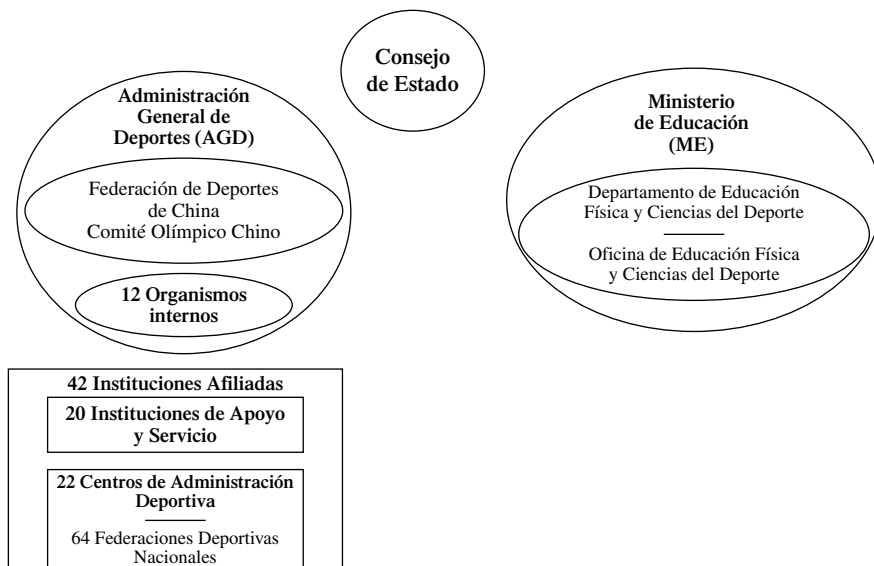 Consejo
de Estado
Administración
General de
Deportes (AGD)
Federación de Deportes
de China
Comité Olímpico Chino
12 Organismos
internos
Ministerio
de Educación
(ME)
Departamento de Educación
Física y Ciencias del Deporte
Oficina de Educación Física
y Ciencias del Deporte
42 Instituciones Afiliadas
20 Instituciones de Apoyo
y Servicio
22 Centros de Administración
Deportiva
64 Federaciones Deportivas
Nacionales